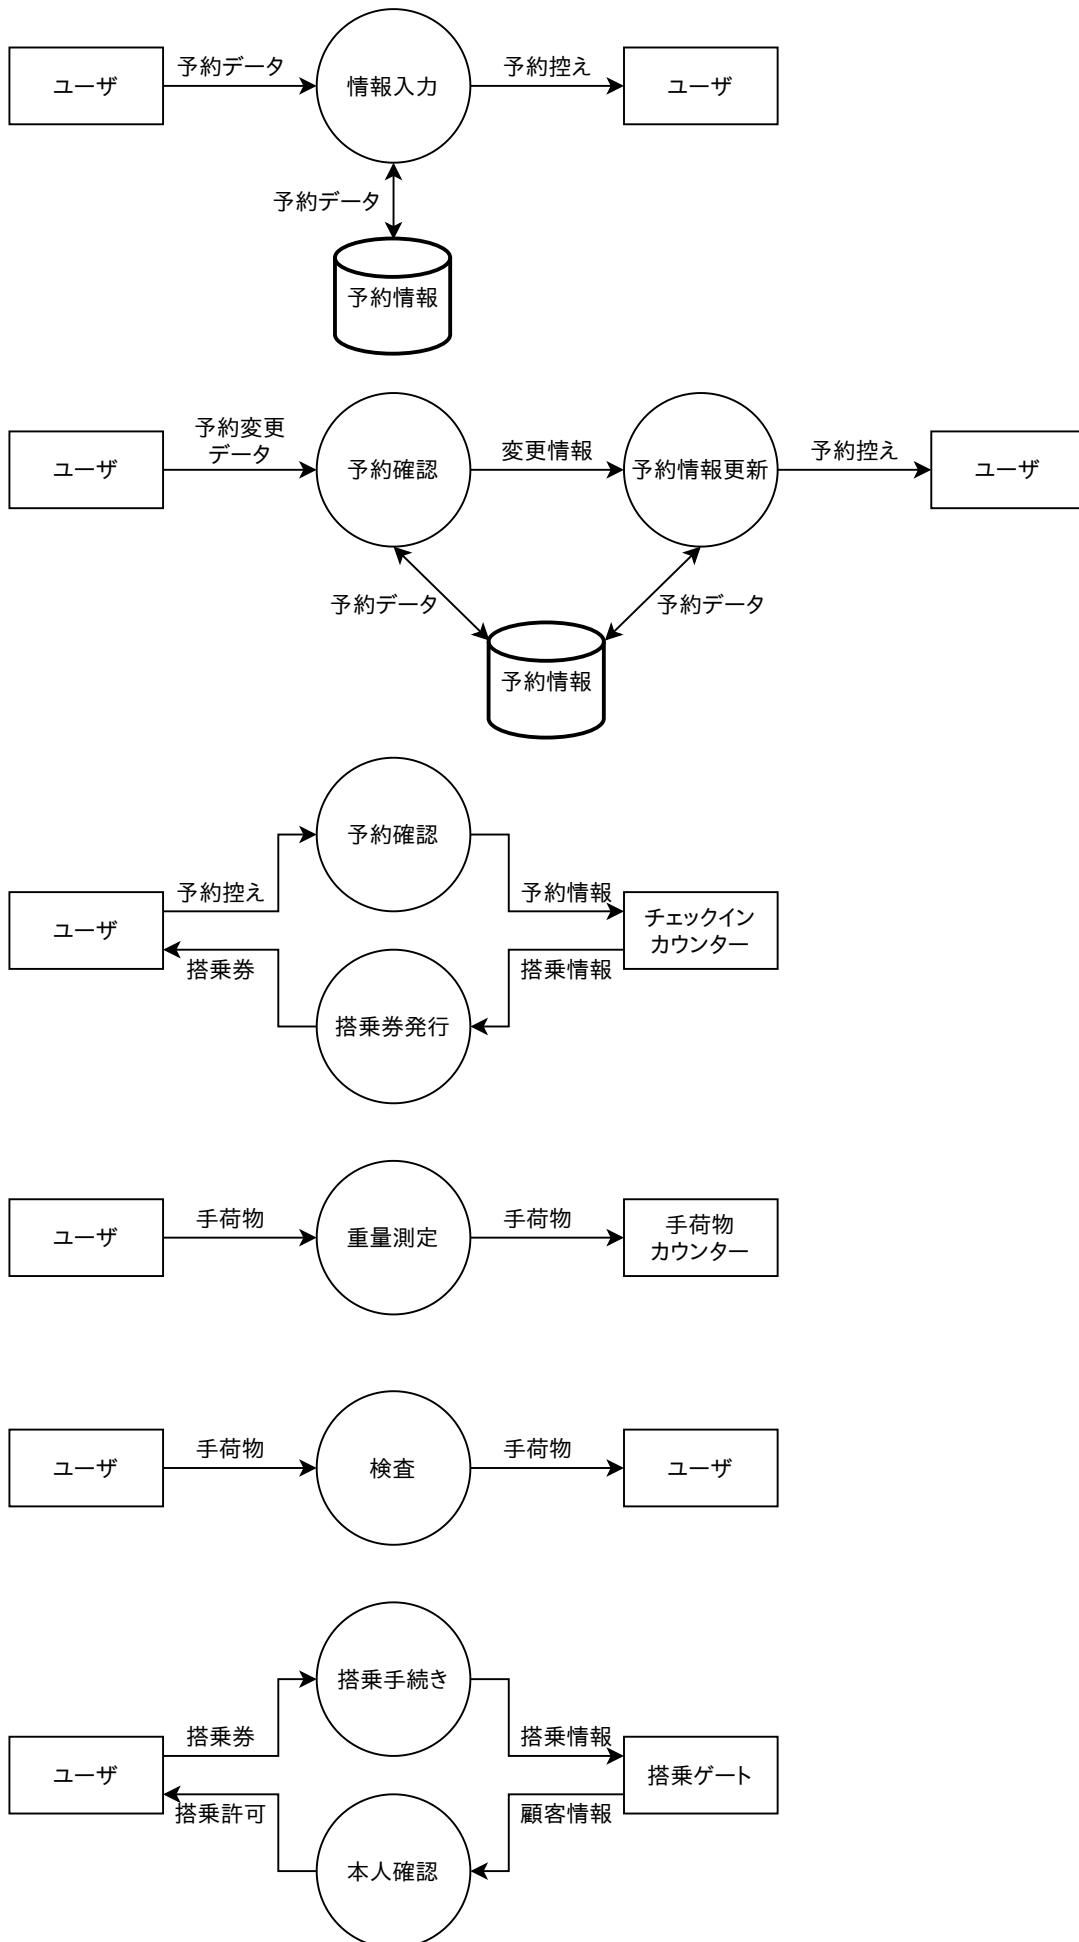 予約データ
予約控え
ユーザ
情報入力
ユーザ
予約データ
予約情報
予約変更
データ
変更情報
予約控え
ユーザ
予約確認
予約情報更新
ユーザ
予約データ
予約データ
予約情報
予約確認
予約控え
予約情報
ユーザ
チェックイン
カウンター
搭乗券
搭乗情報
搭乗券発行
手荷物
手荷物
ユーザ
重量測定
手荷物
カウンター
手荷物
手荷物
ユーザ
検査
ユーザ
搭乗手続き
搭乗券
搭乗情報
ユーザ
搭乗ゲート
搭乗許可
顧客情報
本人確認